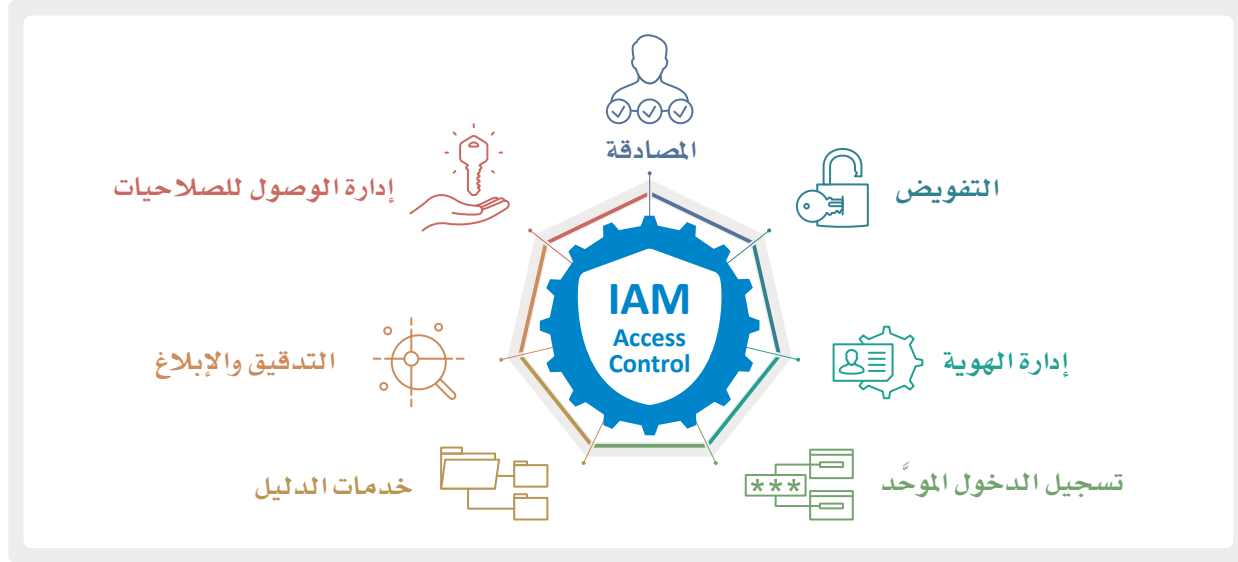 المصادقة
التفويض
إدارة الوصول للصلاحيات
IAM
Access
Control
إدارة الهوية
التدقيق والإبلاغ
تسجيل الدخول الموحَّد
***
خدمات الدليل